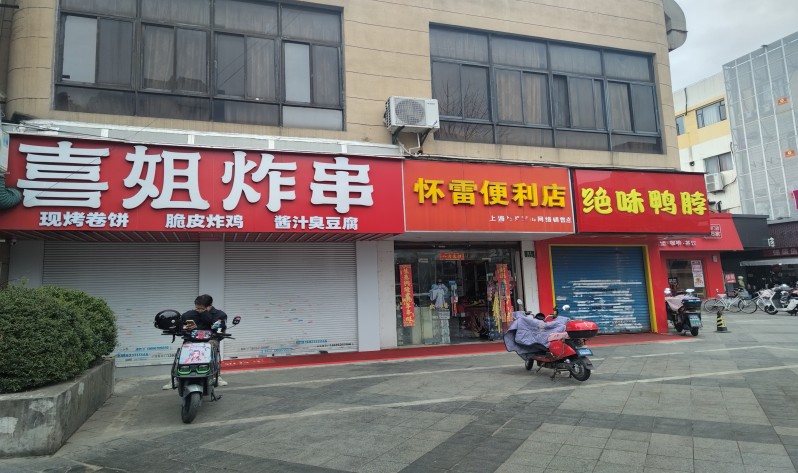 喜姐炸串
现烤卷饼 脆皮炸鸡 酱汁臭豆腐
怀雷便利店
绝味鸭脖